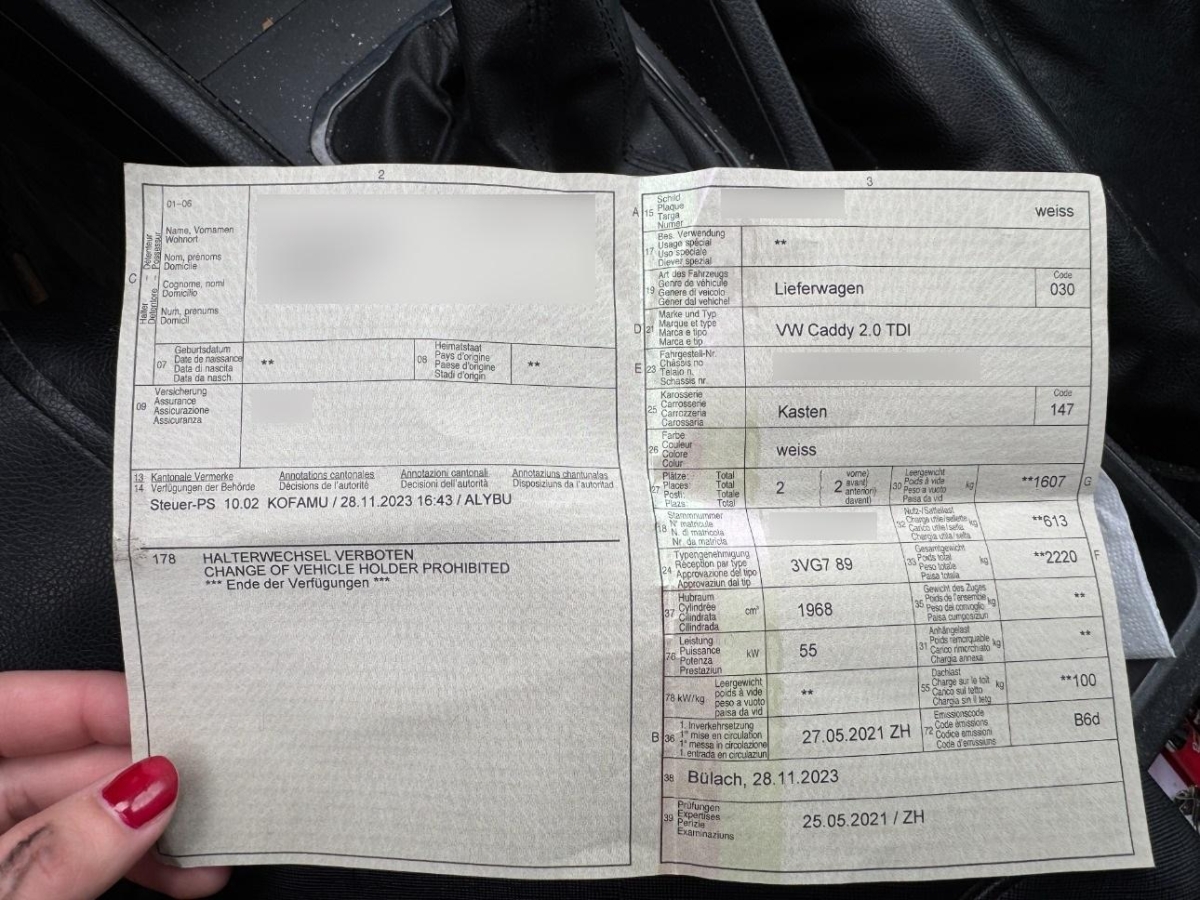 2
01-06
Name, Vornamen
Wohnort
Nom, prénoms
Domicile
Cognome, nomi
Domicilio
Num, prenums
Domicil
C
Haller Détenteur
Detentore Possessur
07
Geburtsdatum
Date de naissance
Data di nascita
Data da nasch.
**
08
Heimatstaat
Pays d'origine
Paese d'origine
Stadi d'origin
**
09
Versicherung
Assurance
Assicurazione
Assicuranza
13 Kantonale Vermerke Annotations cantonales Annotazioni cantonali Annotaziuns chantunalas
14 Verfügungen der Behörde Décisions de l'autorité Decisioni dell'autorità Disposiziuns da l'autoritad
Steuer-PS 10.02 KOFAMU / 28.11.2023 16:43 / ALYBU
178 HALTERWECHSEL VERBOTEN
CHANGE OF VEHICLE HOLDER PROHIBITED
*** Ende der Verfügungen ***
3
A 15
Schild
Plaque
Targa
Numer
weiss
17
Bes. Verwendung
Usage spécial
Uso speciale
Diever spezial
**
19
Art des Fahrzeugs
Genre de véhicule
Genere di veicolo
Gener dal vehichel
Lieferwagen
Code
030
D 21
Marke und Typ
Marque et type
Marca e tipo
Marca e tip
VW Caddy 2.0 TDI
E 23
Fahrgestell-Nr.
Châssis no
Telaio n.
Schassis nr.
25
Karosserie
Carrosserie
Carrozzeria
Carossaria
Kasten
Code
147
26
Farbe
Couleur
Colore
Colur
weiss
27
Plätze: Total
Places: Total
Posti: Totale
Plazs: Total
2
( vorne)
( avant)
anteriori)
davant)
2
30
Leergewicht
Poids à vide
Peso a vuoto
Paisa da vid
kg
**1607
G
18
Stammnummer
N° matricule
N. di matricola
Nr. da matricla
32
Nutz-/Sattellast
Charge utile/sellette
Carico utile/sella
Chargia utila/sella
kg
**613
24
Typengenehmigung
Réception par type
Approvazione del tipo
Approvaziun dal tip
3VG7 89
33
Gesamtgewicht
Poids total
Peso totale
Paisa totala
kg
**2220
F
37
Hubraum
Cylindrée
Cilindrata
Cilindrada
cm³
1968
35
Gewicht des Zuges
Poids de l'ensemble
Peso del convoglio
Paisa cumposiziun
kg
**
76
Leistung
Puissance
Potenza
Prestaziun
kW
55
31
Anhängelast
Poids remorquable
Carico rimorchiato
Chargia annexa
kg
**
78 kW/kg
Leergewicht
poids à vide
peso a vuoto
paisa da vid
**
55
Dachlast
Charge sur le toit
Carico sul tetto
Chargia sin il tetg
kg
**100
B 36
1. Inverkehrsetzung
1re mise en circulation
1a messa in circolazione
1. entrada en circulaziun
27.05.2021 ZH
72
Emissionscode
Code émissions
Codice emissioni
Code d'emissiuns
B6d
38 Bülach, 28.11.2023
39
Prüfungen
Expertises
Perizie
Examinaziuns
25.05.2021 / ZH